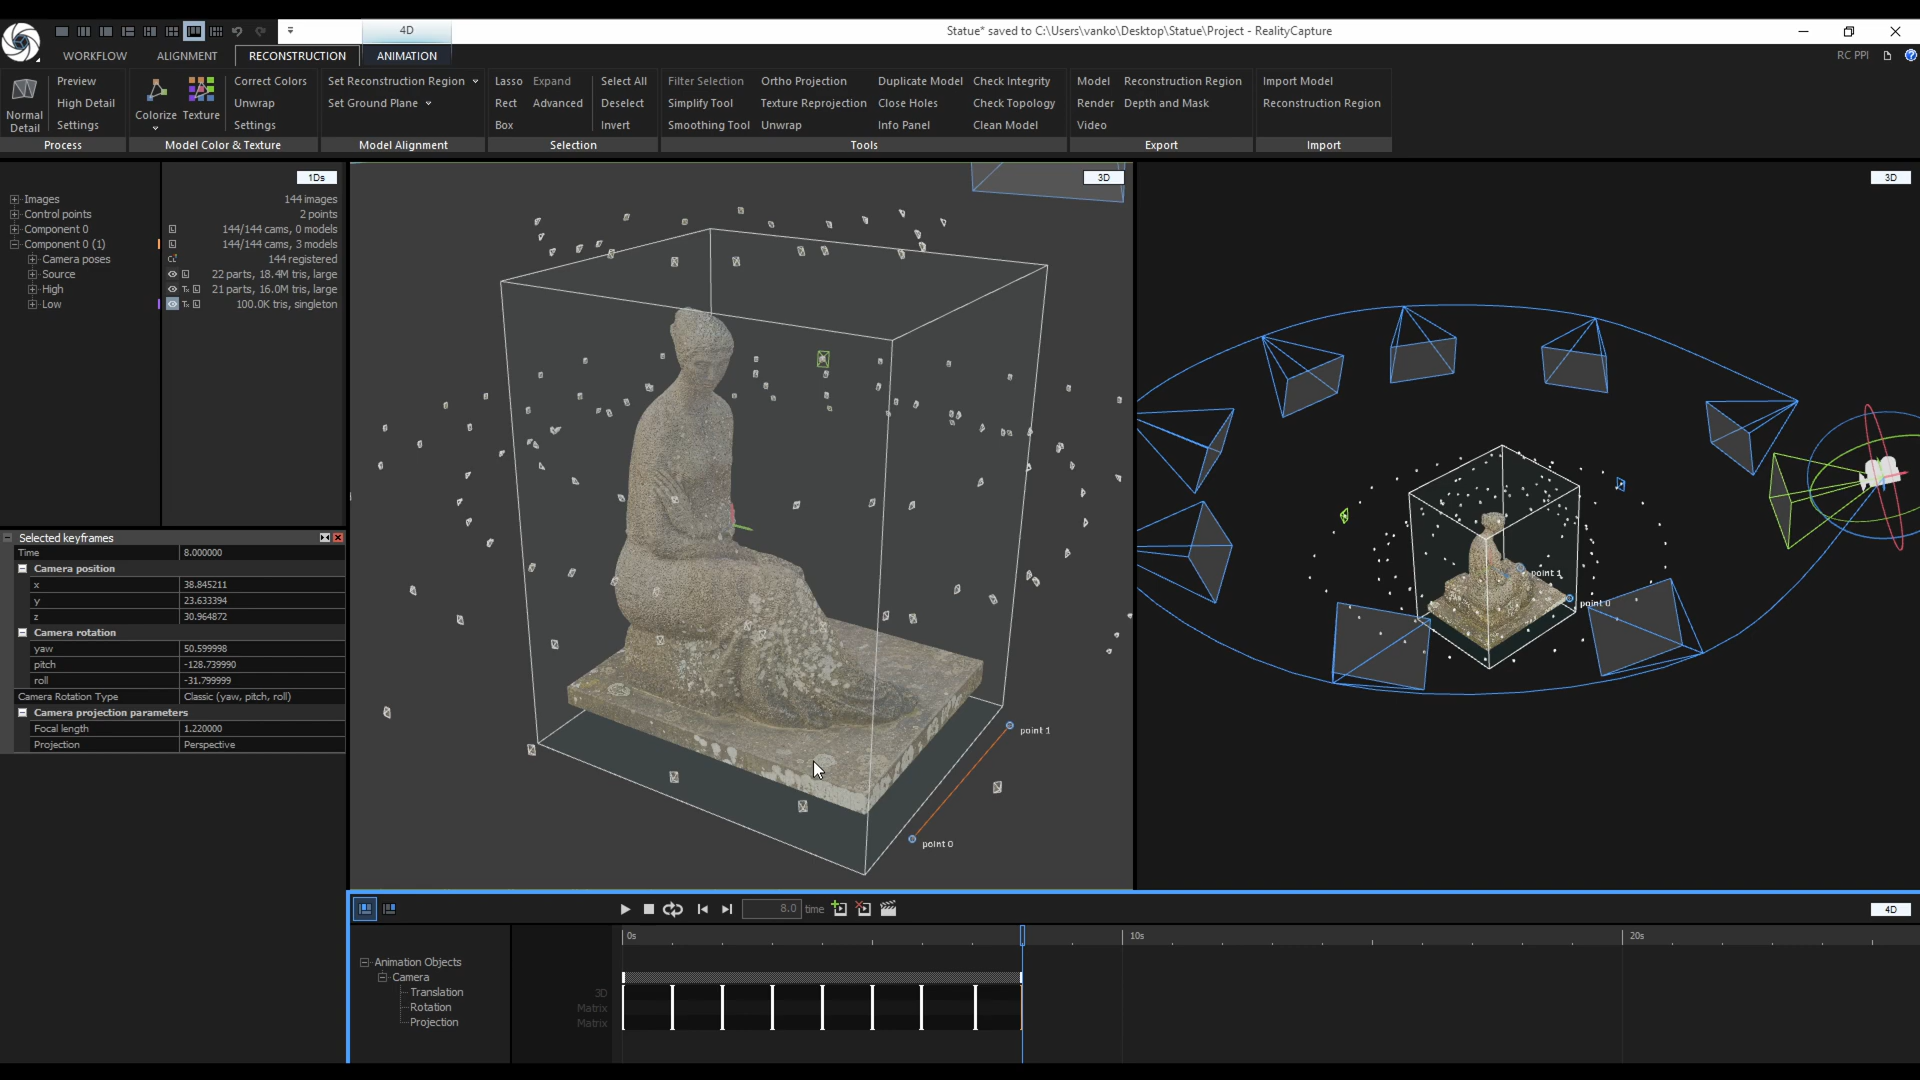 4D
Statue* saved to C:\Users\vanko\Desktop\Statue\Project - RealityCapture
WORKFLOW
ALIGNMENT
RECONSTRUCTION
ANIMATION
RC PPI
Normal Detail
Preview
High Detail
Settings
Process
Colorize
Texture
Correct Colors
Unwrap
Settings
Model Color & Texture
Set Reconstruction Region
Set Ground Plane
Model Alignment
Lasso
Expand
Select All
Rect
Advanced
Deselect
Box
Invert
Selection
Filter Selection
Ortho Projection
Duplicate Model
Check Integrity
Simplify Tool
Texture Reprojection
Close Holes
Check Topology
Smoothing Tool
Unwrap
Info Panel
Clean Model
Tools
Model
Reconstruction Region
Render
Depth and Mask
Video
Export
Import Model
Reconstruction Region
Import
1Ds
Images 144 images
Control points 2 points
Component 0 144/144 cams, 0 models
Component 0 (1) 144/144 cams, 3 models
Camera poses 144 registered
Source 22 parts, 18.4M tris, large
High 21 parts, 16.0M tris, large
Low 100.0K tris, singleton
Selected keyframes
Time 8.000000
Camera position
x 38.845211
y 23.633394
z 30.964872
Camera rotation
yaw 50.599998
pitch -128.739990
roll -31.799999
Camera Rotation Type Classic (yaw, pitch, roll)
Camera projection parameters
Focal length 1.220000
Projection Perspective
3D
point 1
point 0
3D
point 1
point 0
8.0 time
4D
0s
10s
20s
Animation Objects
Camera
Translation 3D
Rotation Matrix
Projection Matrix